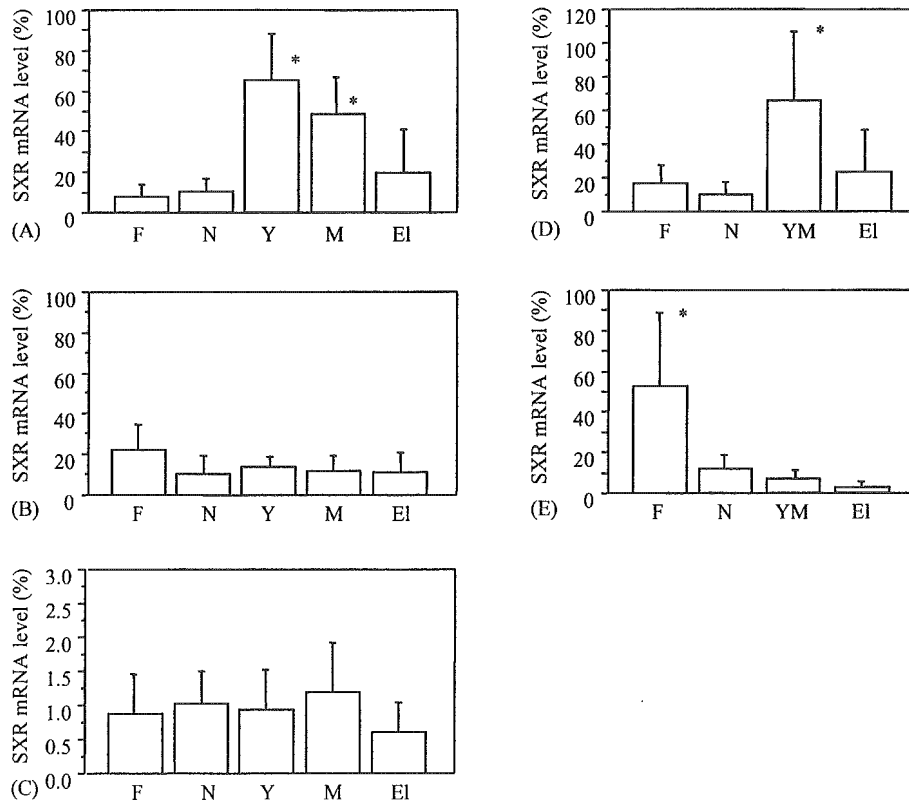 SXR mRNA level (%)
100
80
60
40
20
0
*
*
(A)
F N Y M El
SXR mRNA level (%)
120
100
80
60
40
20
0
*
(D)
F N YM El
SXR mRNA level (%)
100
80
60
40
20
0
(B)
F N Y M El
SXR mRNA level (%)
100
80
60
40
20
0
*
(E)
F N YM El
SXR mRNA level (%)
3.0
2.5
2.0
1.5
1.0
0.5
0.0
(C)
F N Y M El